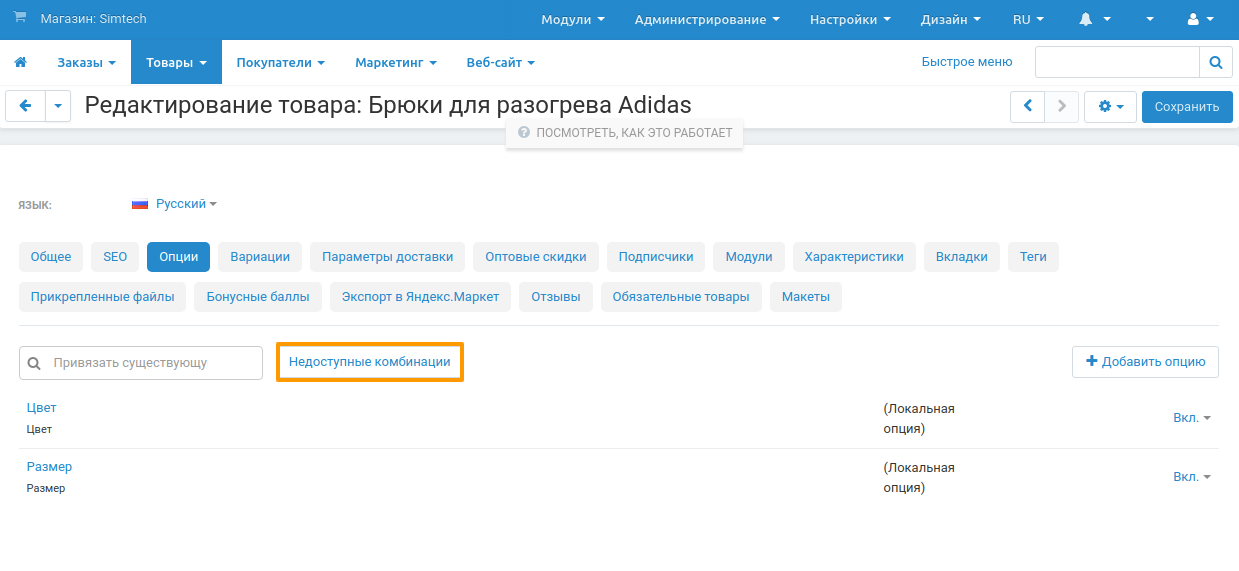 Магазин: Simtech Модули Администрирование Настройки Дизайн RU
Заказы Товары Покупатели Маркетинг Веб-сайт Быстрое меню
Редактирование товара: Брюки для разогрева Adidas Сохранить
ПОСМОТРЕТЬ, КАК ЭТО РАБОТАЕТ
ЯЗЫК: Русский
Общее SEO Опции Вариации Параметры доставки Оптовые скидки Подписчики Модули Характеристики Вкладки Теги
Прикрепленные файлы Бонусные баллы Экспорт в Яндекс.Маркет Отзывы Обязательные товары Макеты
Привязать существующу Недоступные комбинации Добавить опцию
Цвет (Локальная
Цвет опция) Вкл.
Размер (Локальная
Размер опция) Вкл.